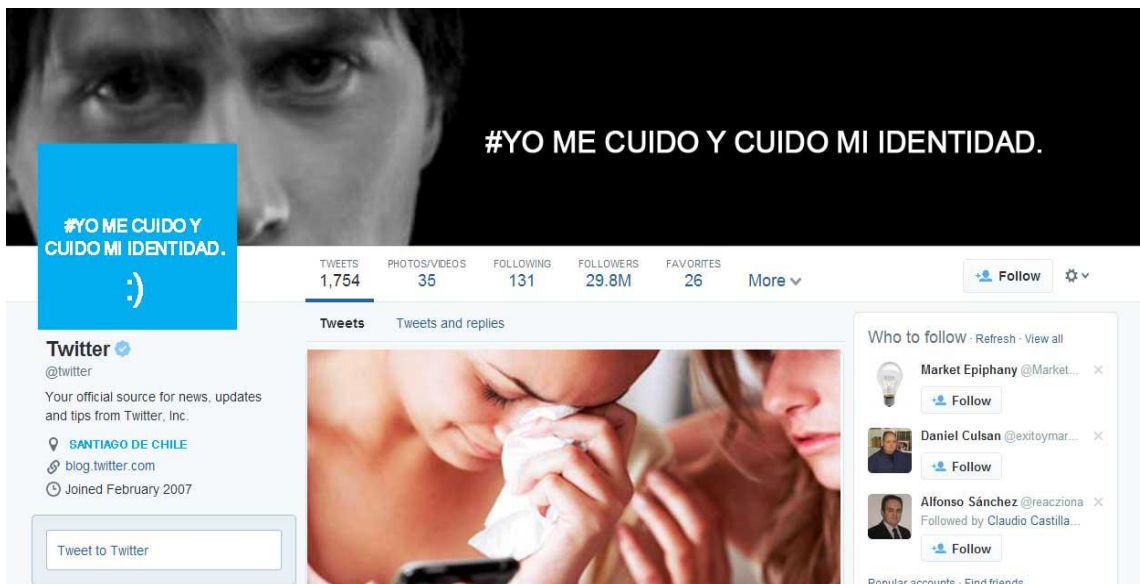 #YO ME CUIDO Y CUIDO MI IDENTIDAD.
#YO ME CUIDO Y
CUIDO MI IDENTIDAD.
:)
TWEETS PHOTOS/VIDEOS FOLLOWING FOLLOWERS FAVORITES
1,754 35 131 29.8M 26 More
Follow
Twitter
@twitter
Your official source for news, updates
and tips from Twitter, Inc.
SANTIAGO DE CHILE
blog.twitter.com
Joined February 2007
Tweet to Twitter
Tweets Tweets and replies
Who to follow · Refresh · View all
Market Epiphany @Market...
Follow
Daniel Culsan @exitoymar...
Follow
Alfonso Sánchez @reacziona
Followed by Claudio Castilla...
Follow
Popular accounts · Find friends